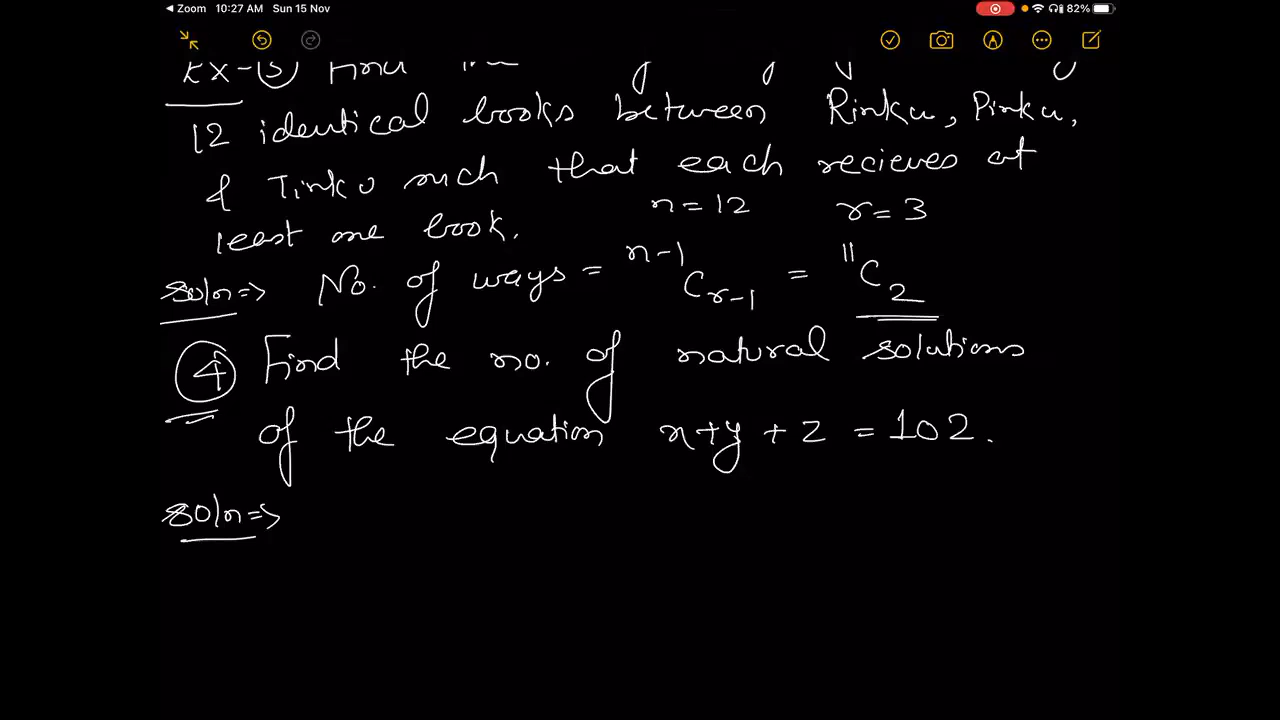 Zoom 10:27 AM Sun 15 Nov 82%
EX-(3) Find the
12 identical books between Rinku, Pinku,
& Tinku such that each recieves at
least one book. n = 12 r = 3
soln⇒ No. of ways = ⁿ⁻¹Cᵣ₋₁ = ¹¹C₂
④ Find the no. of natural solutions
of the equation x + y + z = 102.
soln⇒